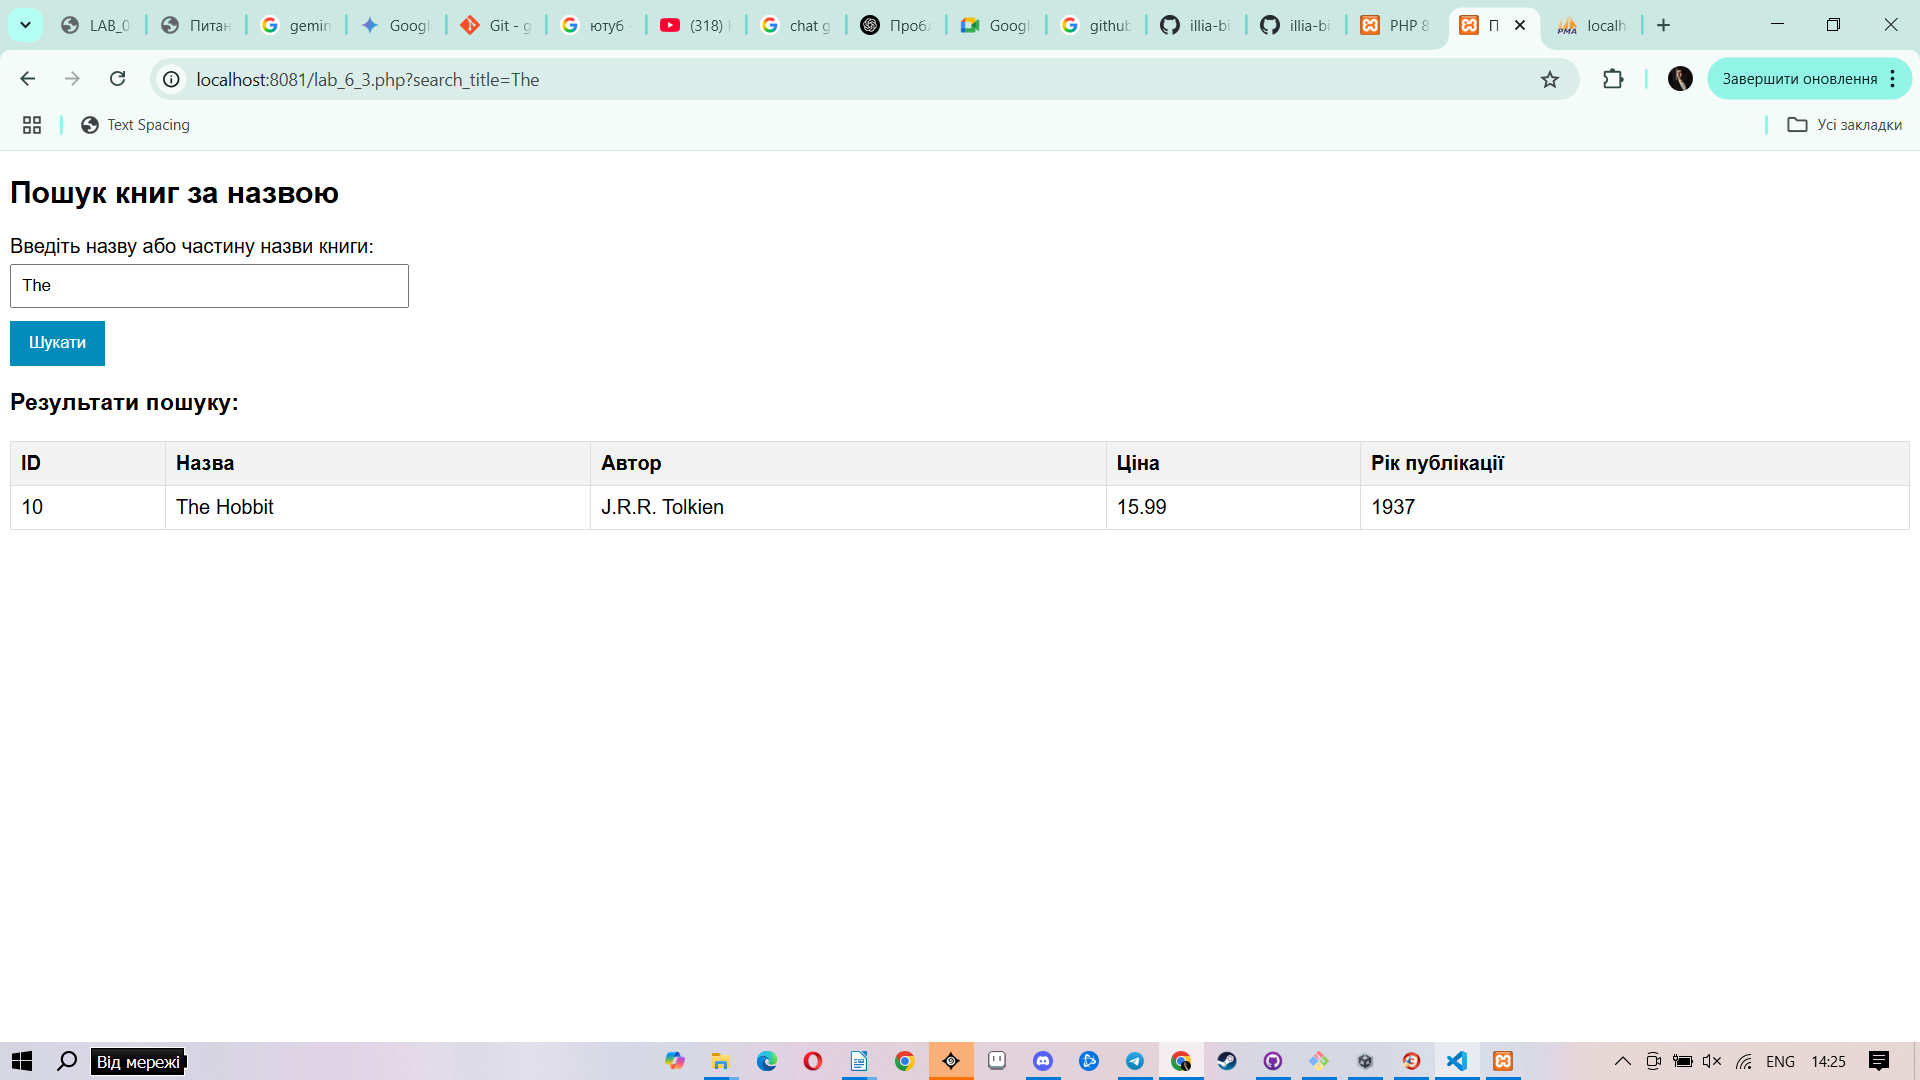 LAB_0
Питан
gemin
Googl
Git - g
ютуб
(318)
chat g
Проб
Googl
github
illia-bi
illia-bi
PHP 8
П
localh
localhost:8081/lab_6_3.php?search_title=The
Завершити оновлення
Text Spacing
Усі закладки
Пошук книг за назвою
Введіть назву або частину назви книги:
The
Шукати
Результати пошуку:
ID Назва Автор Ціна Рік публікації
10 The Hobbit J.R.R. Tolkien 15.99 1937
Від мережі
ENG 14:25